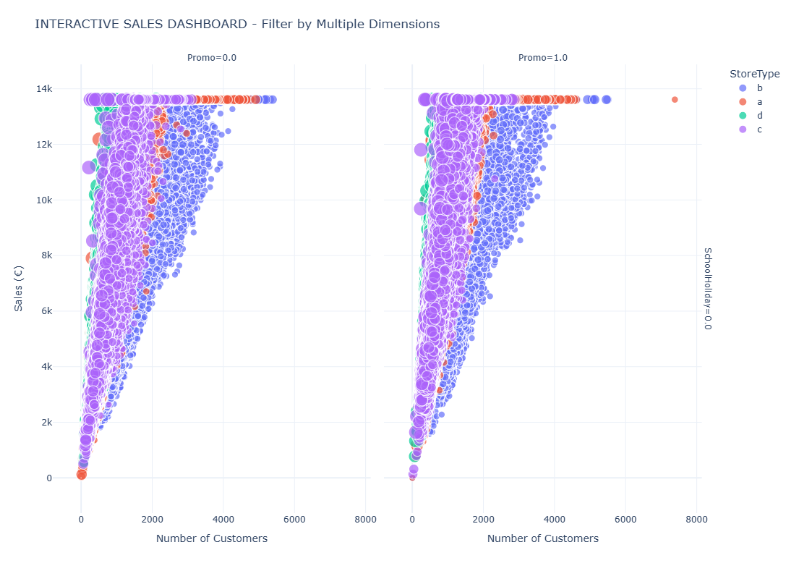 INTERACTIVE SALES DASHBOARD - Filter by Multiple Dimensions
Promo=0.0
Promo=1.0
StoreType
b
a
d
c
14k
12k
10k
8k
6k
4k
2k
0
Sales (€)
SchoolHoliday=0.0
0 2000 4000 6000 8000
0 2000 4000 6000 8000
Number of Customers
Number of Customers